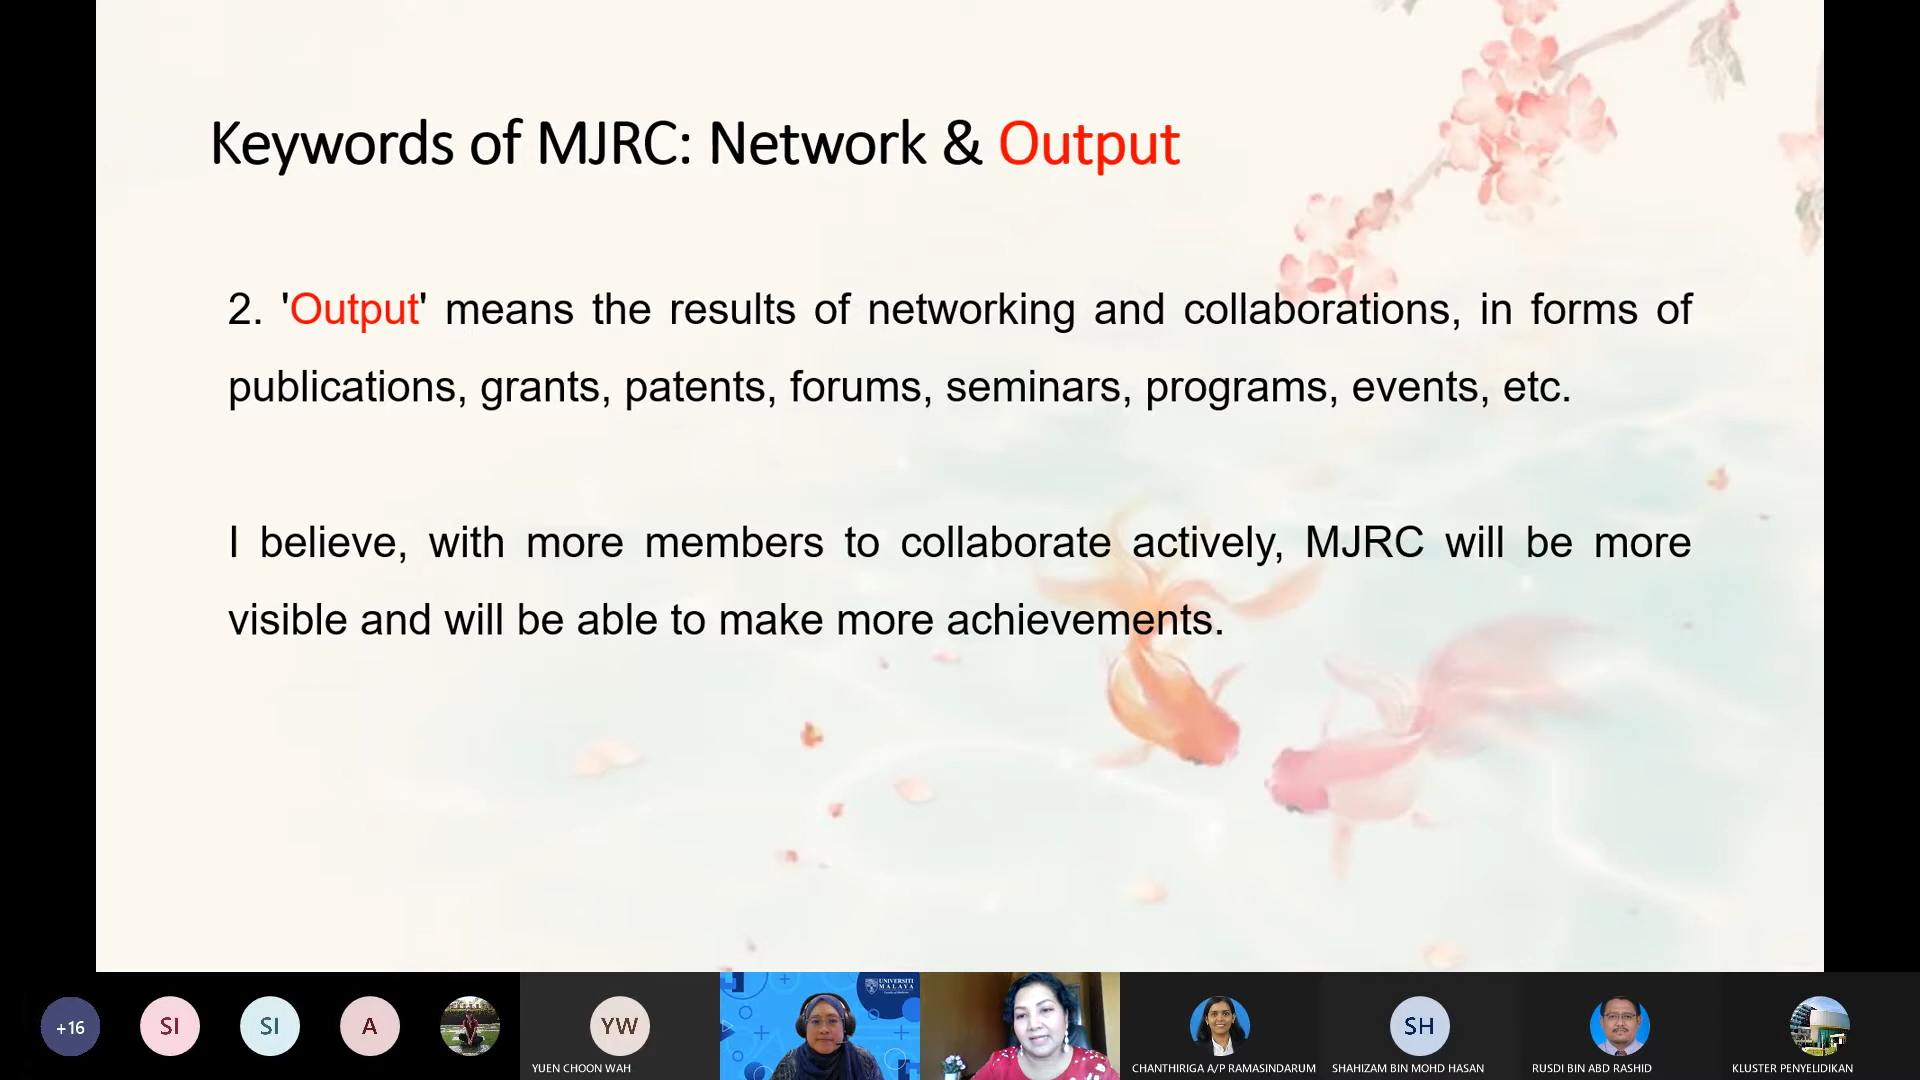 Keywords of MJRC: Network & Output
2. 'Output' means the results of networking and collaborations, in forms of
publications, grants, patents, forums, seminars, programs, events, etc.
I believe, with more members to collaborate actively, MJRC will be more
visible and will be able to make more achievements.
UNIVERSITI
MALAYA
+16
SI
SI
A
YW
SH
YUEN CHOON WAH
CHANTHIRIGA A/P RAMASINDARUM
SHAHIZAM BIN MOHD HASAN
RUSDI BIN ABD RASHID
KLUSTER PENYELIDIKAN